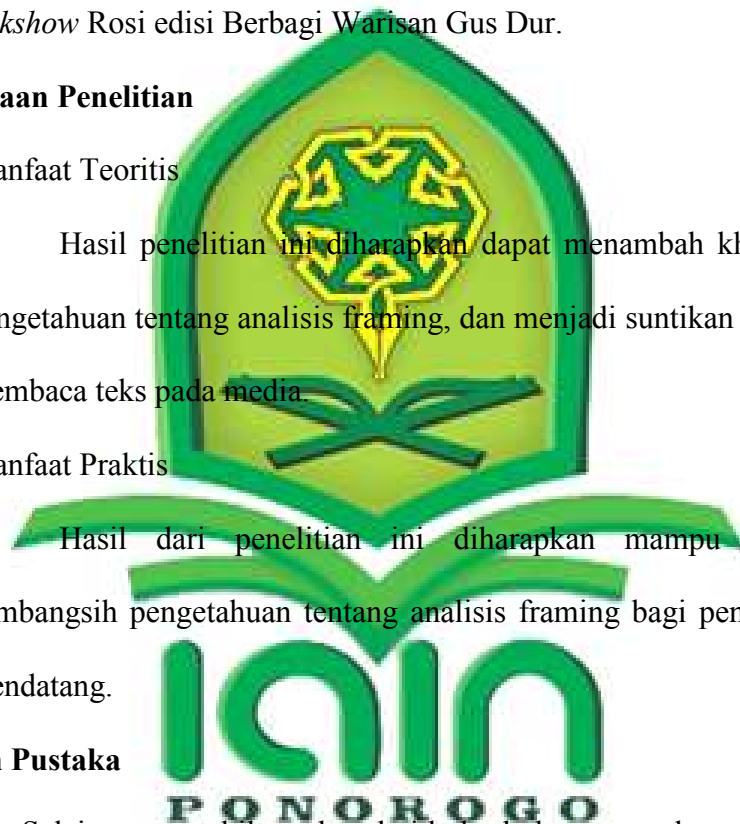 kshow Rosi edisi Berbagi Warisan Gus Dur.
aan Penelitian
anfaat Teoritis
Hasil penelitian ini diharapkan dapat menambah kh
ngetahuan tentang analisis framing, dan menjadi suntikan
embaca teks pada media.
anfaat Praktis
Hasil dari penelitian ini diharapkan mampu
mbangsih pengetahuan tentang analisis framing bagi pen
endatang.
iain
n Pustaka
PONOROGO